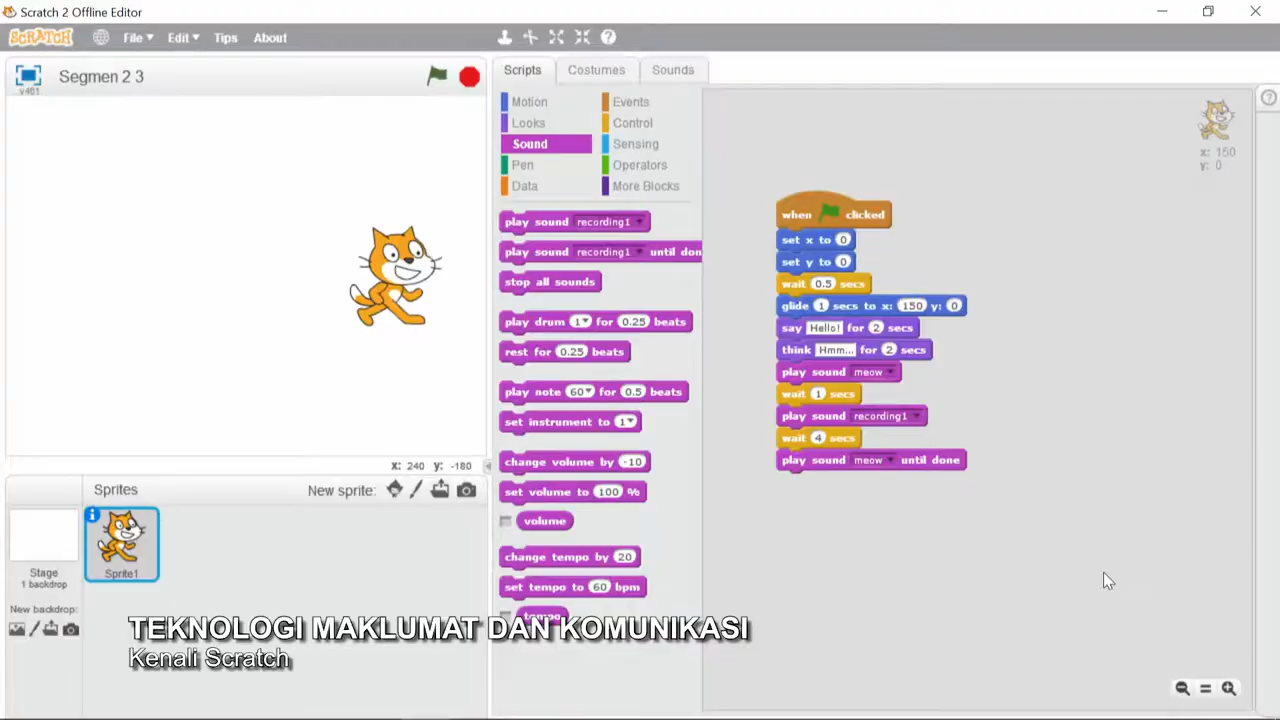 Scratch 2 Offline Editor
SCRATCH File Edit Tips About
Segmen 2 3
v461
Scripts Costumes Sounds
Motion Events
Looks Control
Sound Sensing
Pen Operators
Data More Blocks
play sound recording1
play sound recording1 until don
stop all sounds
play drum 1 for 0.25 beats
rest for 0.25 beats
play note 60 for 0.5 beats
set instrument to 1
change volume by -10
set volume to 100 %
volume
change tempo by 20
set tempo to 60 bpm
tempo
x: 150
y: 0
when clicked
set x to 0
set y to 0
wait 0.5 secs
glide 1 secs to x: 150 y: 0
say Hello! for 2 secs
think Hmm... for 2 secs
play sound meow
wait 1 secs
play sound recording1
wait 4 secs
play sound meow until done
x: 240 y: -180
Sprites New sprite:
Sprite1
Stage
1 backdrop
New backdrop:
TEKNOLOGI MAKLUMAT DAN KOMUNIKASI
Kenali Scratch